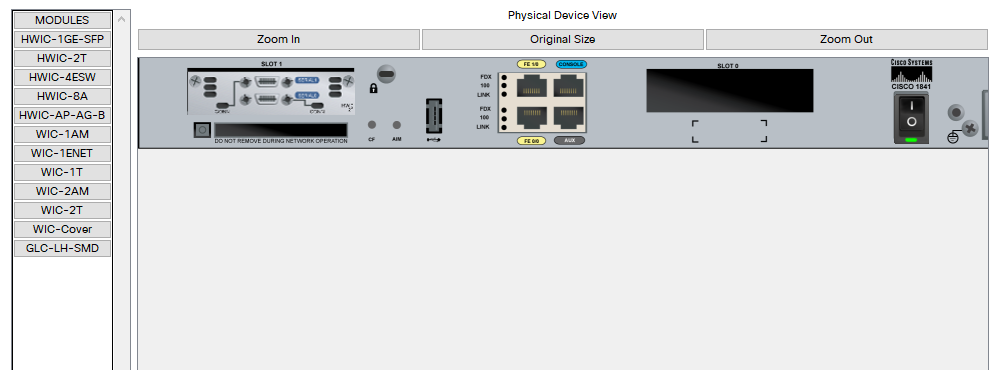 Physical Device View
MODULES
HWIC-1GE-SFP
HWIC-2T
HWIC-4ESW
HWIC-8A
HWIC-AP-AG-B
WIC-1AM
WIC-1ENET
WIC-1T
WIC-2AM
WIC-2T
WIC-Cover
GLC-LH-SMD
Zoom In
Original Size
Zoom Out
SLOT 1
SERIAL1
SERIAL0
DO NOT REMOVE DURING NETWORK OPERATION
CF
AIM
FE 1/0
CONSOLE
FDX
100
LINK
FDX
100
LINK
FE 0/0
AUX
SLOT 0
CISCO SYSTEMS
CISCO 1841
I
O